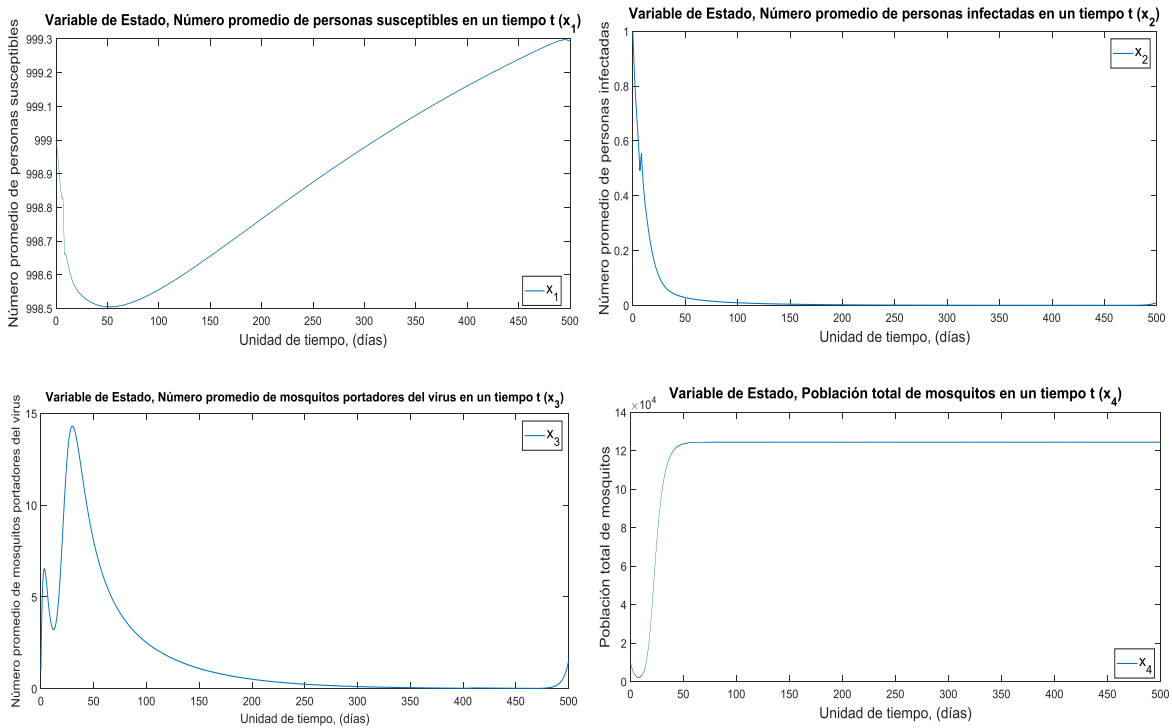 Variable de Estado, Número promedio de personas susceptibles en un tiempo t (x1)
Número promedio de personas susceptibles
999.3
999.2
999.1
999
998.9
998.8
998.7
998.6
998.5
0 50 100 150 200 250 300 350 400 450 500
Unidad de tiempo, (días)
x1
Variable de Estado, Número promedio de personas infectadas en un tiempo t (x2)
Número promedio de personas infectadas
1
0.8
0.6
0.4
0.2
0
0 50 100 150 200 250 300 350 400 450 500
Unidad de tiempo, (días)
x2
Variable de Estado, Número promedio de mosquitos portadores del virus en un tiempo t (x3)
Número promedio de mosquitos portadores del virus
15
10
5
0
0 50 100 150 200 250 300 350 400 450 500
Unidad de tiempo, (días)
x3
Variable de Estado, Población total de mosquitos en un tiempo t (x4)
Población total de mosquitos
×10^4
14
12
10
8
6
4
2
0
0 50 100 150 200 250 300 350 400 450 500
Unidad de tiempo, (días)
x4